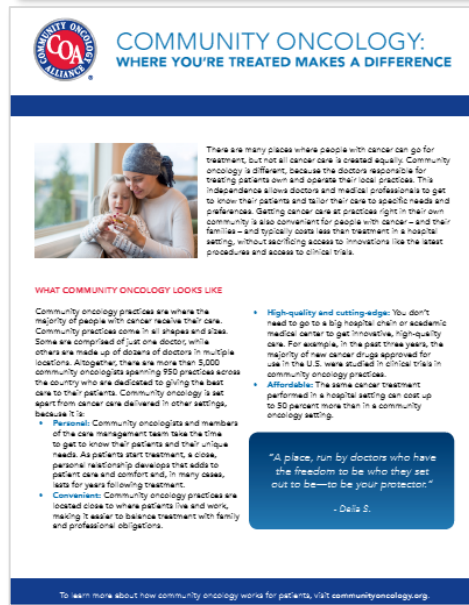 COMMUNITY ONCOLOGY
COA
ALLIANCE
COMMUNITY ONCOLOGY:
WHERE YOU'RE TREATED MAKES A DIFFERENCE
There are many places where people with cancer can go for
treatment, but not all cancer care is created equally. Community
oncology is different, because the doctors responsible for
treating patients own and operate their local practices. This
independence allows doctors and medical professionals to get
to know their patients and tailor their care to specific needs and
preferences. Getting cancer care at practices right in their own
community is also convenient for people with cancer – and their
families – and typically costs less than treatment in a hospital
setting, without sacrificing access to innovations like the latest
procedures and access to clinical trials.
WHAT COMMUNITY ONCOLOGY LOOKS LIKE
Community oncology practices are where the
majority of people with cancer receive their care.
Community practices come in all shapes and sizes.
Some are comprised of just one doctor, while
others are made up of dozens of doctors in multiple
locations. Altogether, there are more than 5,000
community oncologists spanning 950 practices across
the country who are dedicated to giving the best
care to their patients. Community oncology is set
apart from cancer care delivered in other settings,
because it is:
• Personal: Community oncologists and members
of the care management team take the time
to get to know their patients and their unique
needs. As patients start treatment, a close,
personal relationship develops that adds to
patient care and comfort and, in many cases,
lasts for years following treatment.
• Convenient: Community oncology practices are
located close to where patients live and work,
making it easier to balance treatment with family
and professional obligations.
• High-quality and cutting-edge: You don't
need to go to a big hospital chain or academic
medical center to get innovative, high-quality
care. For example, in the past three years, the
majority of new cancer drugs approved for
use in the U.S. were studied in clinical trials in
community oncology practices.
• Affordable: The same cancer treatment
performed in a hospital setting can cost up
to 50 percent more than in a community
oncology setting.
"A place, run by doctors who have
the freedom to be who they set
out to be—to be your protector."
- Delia S.
To learn more about how community oncology works for patients, visit communityoncology.org.